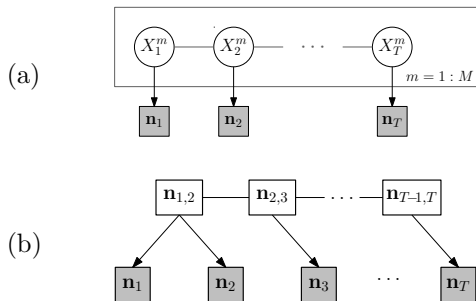 (a)
X_1^m X_2^m · · · X_T^m
m = 1 : M
n_1 n_2 n_T
(b)
n_{1,2} n_{2,3} · · · n_{T−1,T}
n_1 n_2 n_3 · · · n_T